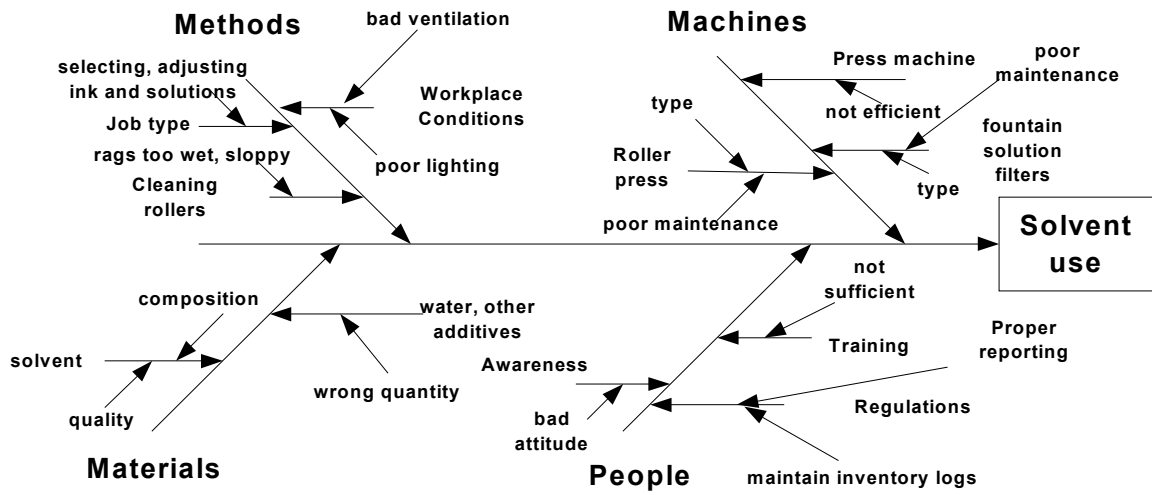 Methods
bad ventilation
selecting, adjusting
ink and solutions
Job type
Workplace
Conditions
rags too wet, sloppy
poor lighting
Cleaning
rollers
Machines
Press machine
poor
maintenance
not efficient
type
fountain
solution
filters
Roller
press
type
poor maintenance
Solvent
use
composition
water, other
additives
solvent
wrong quantity
quality
Materials
not
sufficient
Training
Proper
reporting
Awareness
Regulations
bad
attitude
maintain inventory logs
People